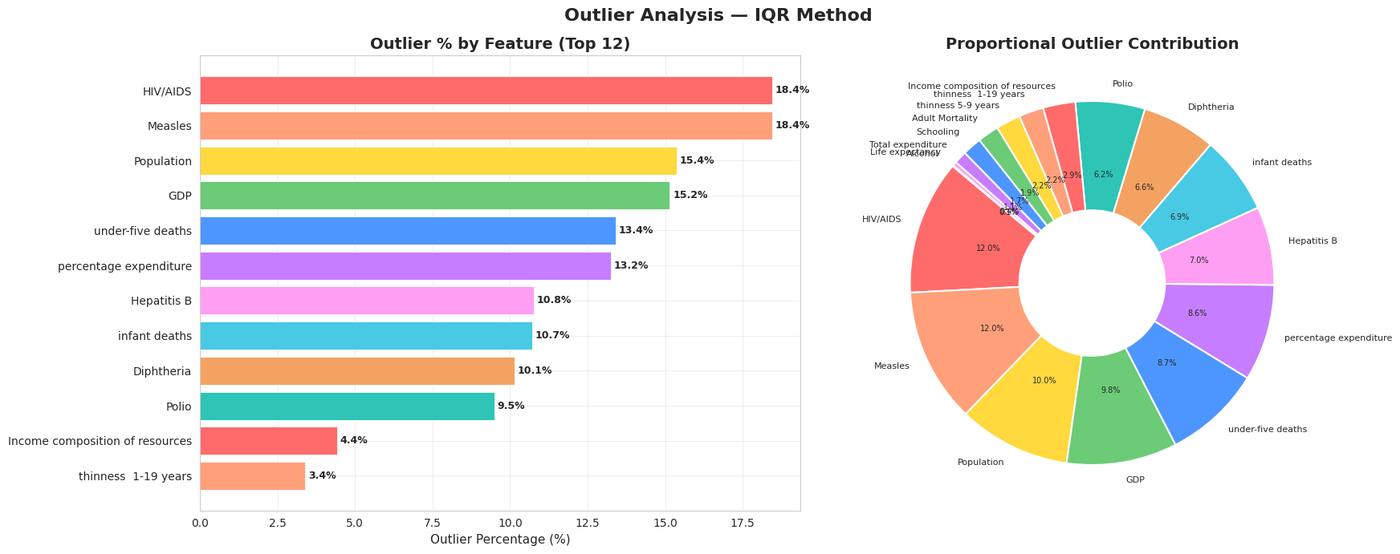 Outlier Analysis — IQR Method
Outlier % by Feature (Top 12)
HIV/AIDS
18.4%
Measles
18.4%
Population
15.4%
GDP
15.2%
under-five deaths
13.4%
percentage expenditure
13.2%
Hepatitis B
10.8%
infant deaths
10.7%
Diphtheria
10.1%
Polio
9.5%
Income composition of resources
4.4%
thinness  1-19 years
3.4%
0.0 2.5 5.0 7.5 10.0 12.5 15.0 17.5
Outlier Percentage (%)
Proportional Outlier Contribution
Income composition of resources
thinness  1-19 years
thinness 5-9 years
Adult Mortality
Schooling
Total expenditure
Life expectancy
Alcohol
HIV/AIDS
Measles
Population
GDP
under-five deaths
percentage expenditure
Hepatitis B
infant deaths
Diphtheria
Polio
12.0%
12.0%
10.0%
9.8%
8.7%
8.6%
7.0%
6.9%
6.6%
6.2%
2.9%
2.2%
2.2%
1.9%
1.7%